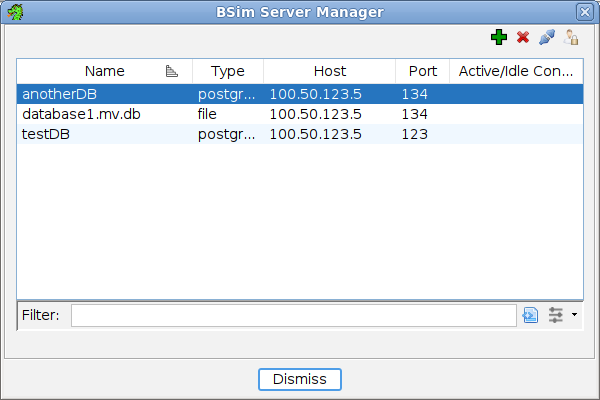 BSim Server Manager
Name Type Host Port Active/Idle Con...
anotherDB postgr... 100.50.123.5 134
database1.mv.db file 100.50.123.5 134
testDB postgr... 100.50.123.5 123
Filter:
Dismiss